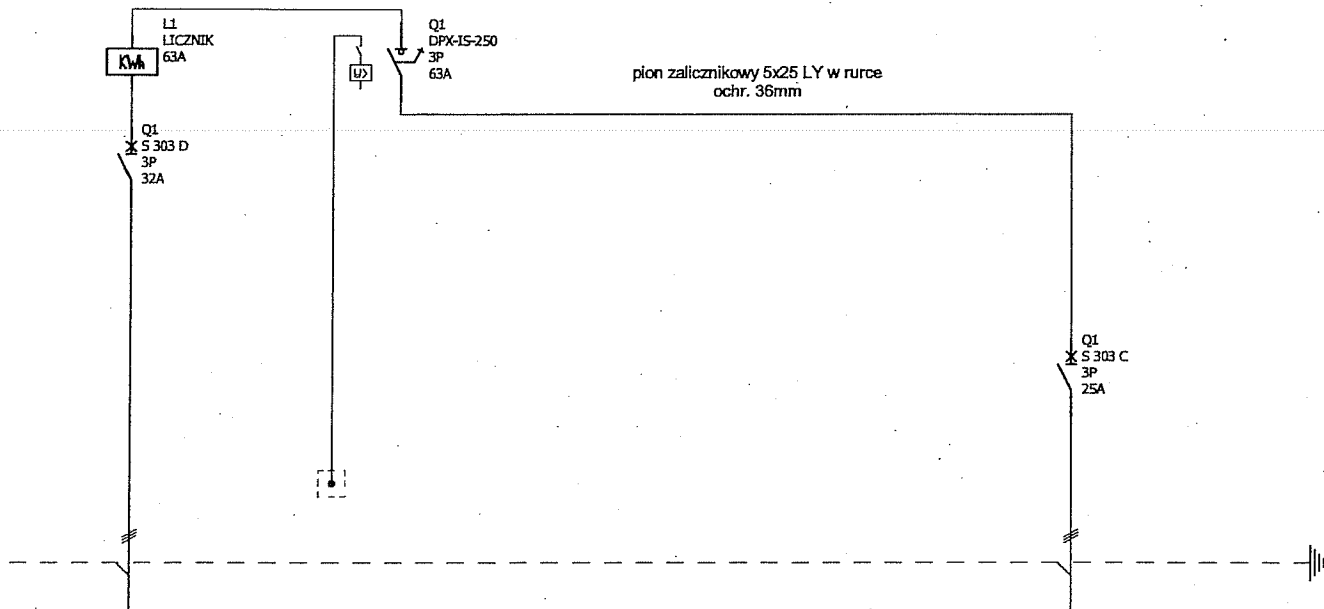 L1
LICZNIK
63A
KWh
Q1
DPX-IS-250
3P
63A
U>
pion zalicznikowy 5x25 LY w rurce
ochr. 36mm
Q1
S 303 D
3P
32A
Q1
S 303 C
3P
25A